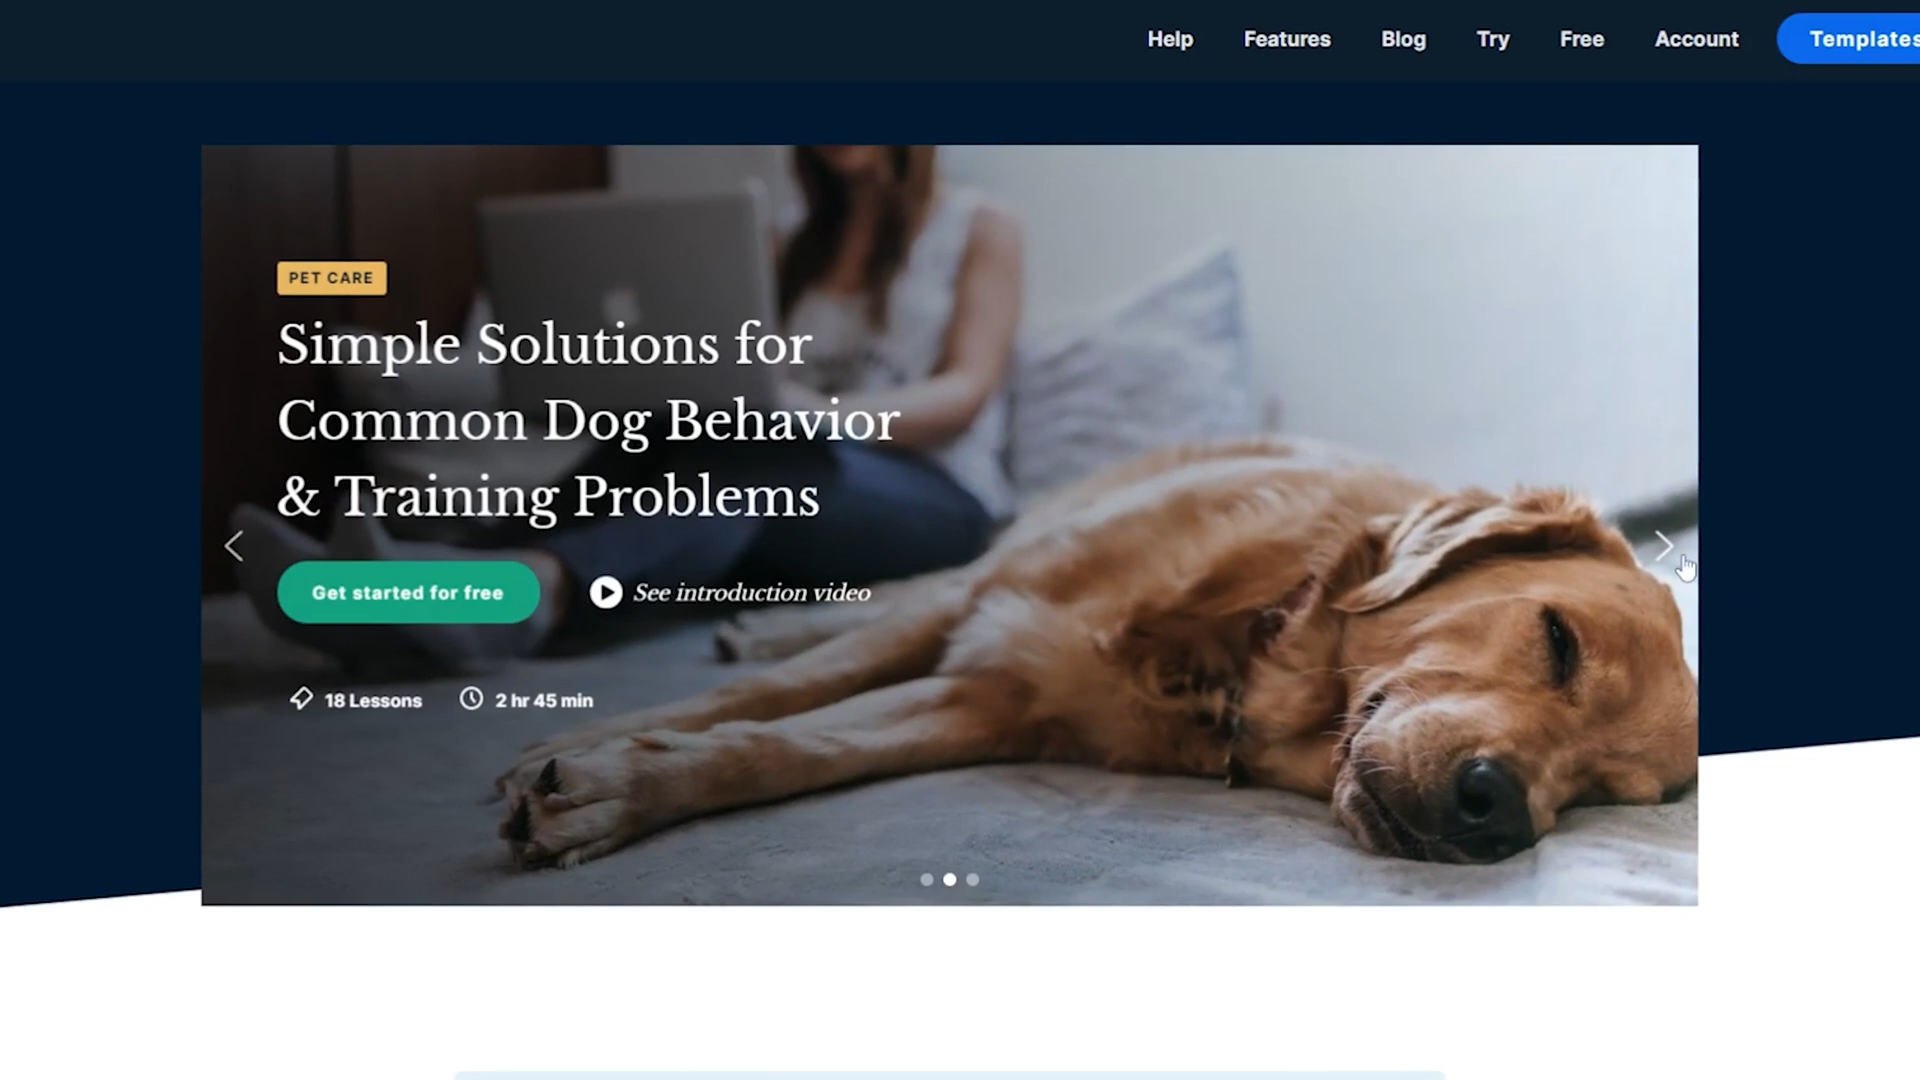 Help Features Blog Try Free Account Templates
PET CARE
Simple Solutions for
Common Dog Behavior
& Training Problems
Get started for free
See introduction video
18 Lessons 2 hr 45 min